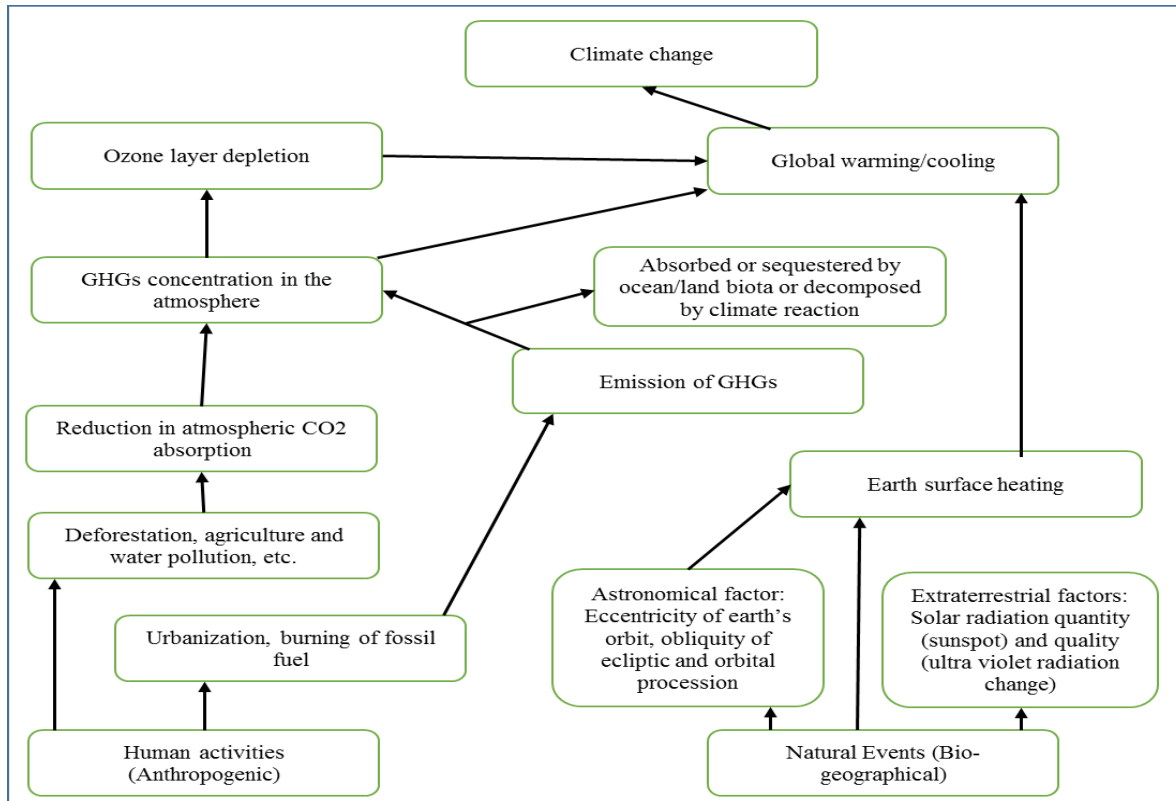 Climate change
Ozone layer depletion
Global warming/cooling
GHGs concentration in the
atmosphere
Absorbed or sequestered by
ocean/land biota or decomposed
by climate reaction
Emission of GHGs
Reduction in atmospheric CO2
absorption
Earth surface heating
Deforestation, agriculture and
water pollution, etc.
Astronomical factor:
Eccentricity of earth’s
orbit, obliquity of
ecliptic and orbital
procession
Extraterrestrial factors:
Solar radiation quantity
(sunspot) and quality
(ultra violet radiation
change)
Urbanization, burning of fossil
fuel
Human activities
(Anthropogenic)
Natural Events (Bio-
geographical)